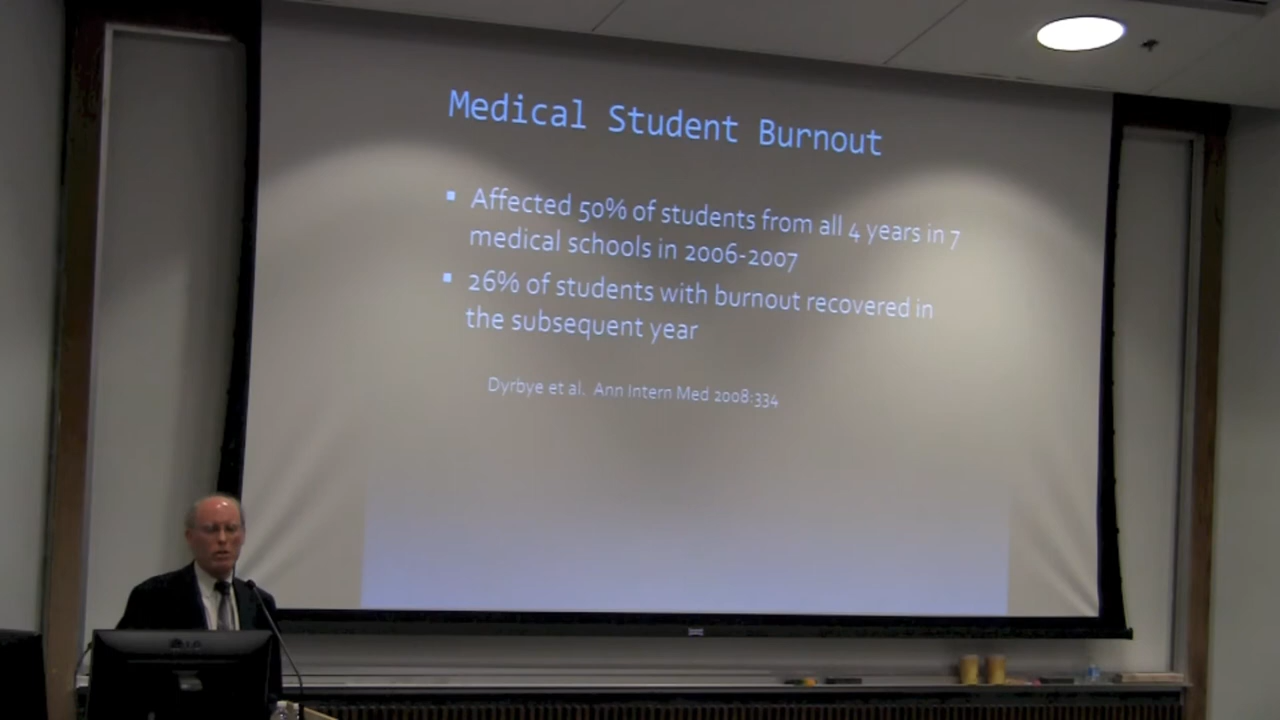 Medical Student Burnout
▪ Affected 50% of students from all 4 years in 7
medical schools in 2006-2007
▪ 26% of students with burnout recovered in
the subsequent year
Dyrbye et al. Ann Intern Med 2008:334
LG